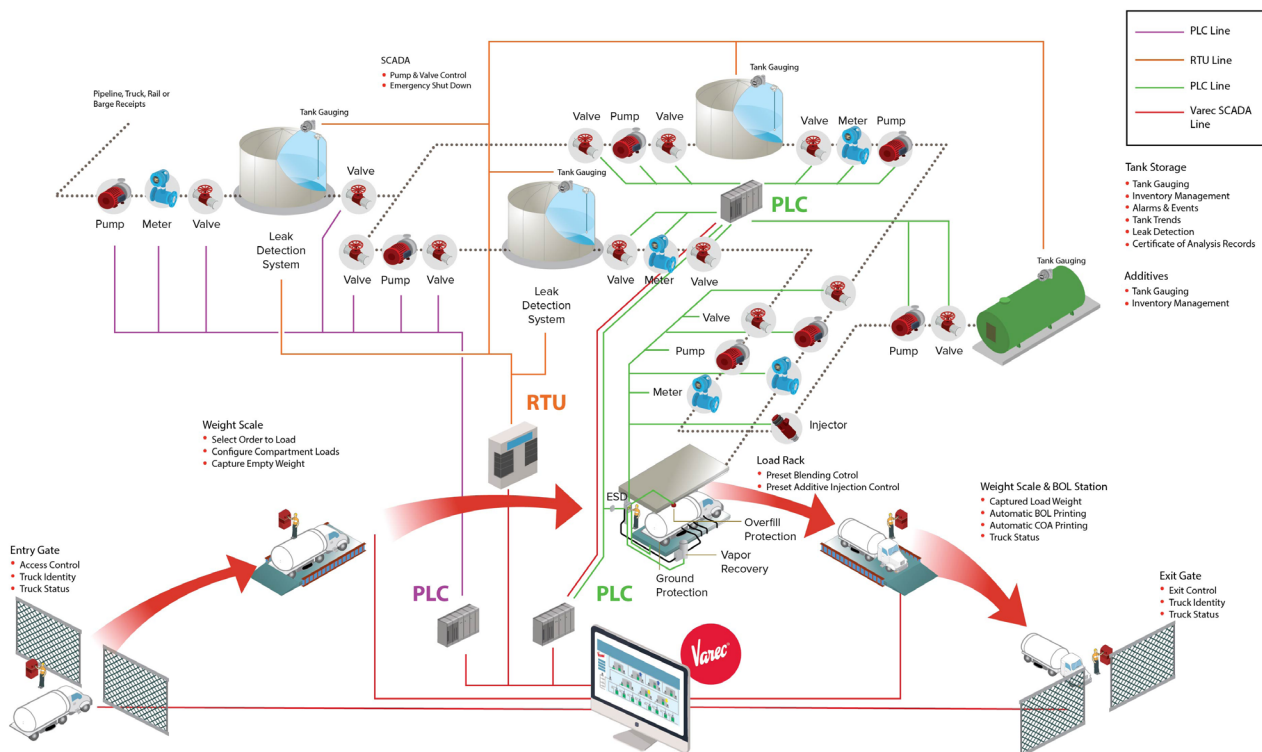 PLC Line
RTU Line
PLC Line
Varec SCADA
Line
SCADA
Pump & Valve Control
Emergency Shut Down
Tank Gauging
Pipeline, Truck, Rail or
Barge Receipts
Tank Gauging
Valve
Pump
Valve
Valve
Meter
Pump
Tank Storage
Tank Gauging
Inventory Management
Alarms & Events
Tank Trends
Leak Detection
Certificate of Analysis Records
Valve
Tank Gauging
PLC
Pump
Meter
Valve
Leak
Detection
System
Valve
Pump
Valve
Valve
Meter
Valve
Tank Gauging
Additives
Tank Gauging
Inventory Management
Leak
Detection
System
Valve
Pump
Meter
Pump
Valve
Injector
RTU
Weight Scale
Select Order to Load
Configure Compartment Loads
Capture Empty Weight
Load Rack
Preset Blending Cotrol
Preset Additive Injection Control
Weight Scale & BOL Station
Captured Load Weight
Automatic BOL Printing
Automatic COA Printing
Truck Status
ESD
Overfill
Protection
Vapor
Recovery
Ground
Protection
Entry Gate
Access Control
Truck Identity
Truck Status
PLC
PLC
Exit Gate
Exit Control
Truck Identity
Truck Status
Varec